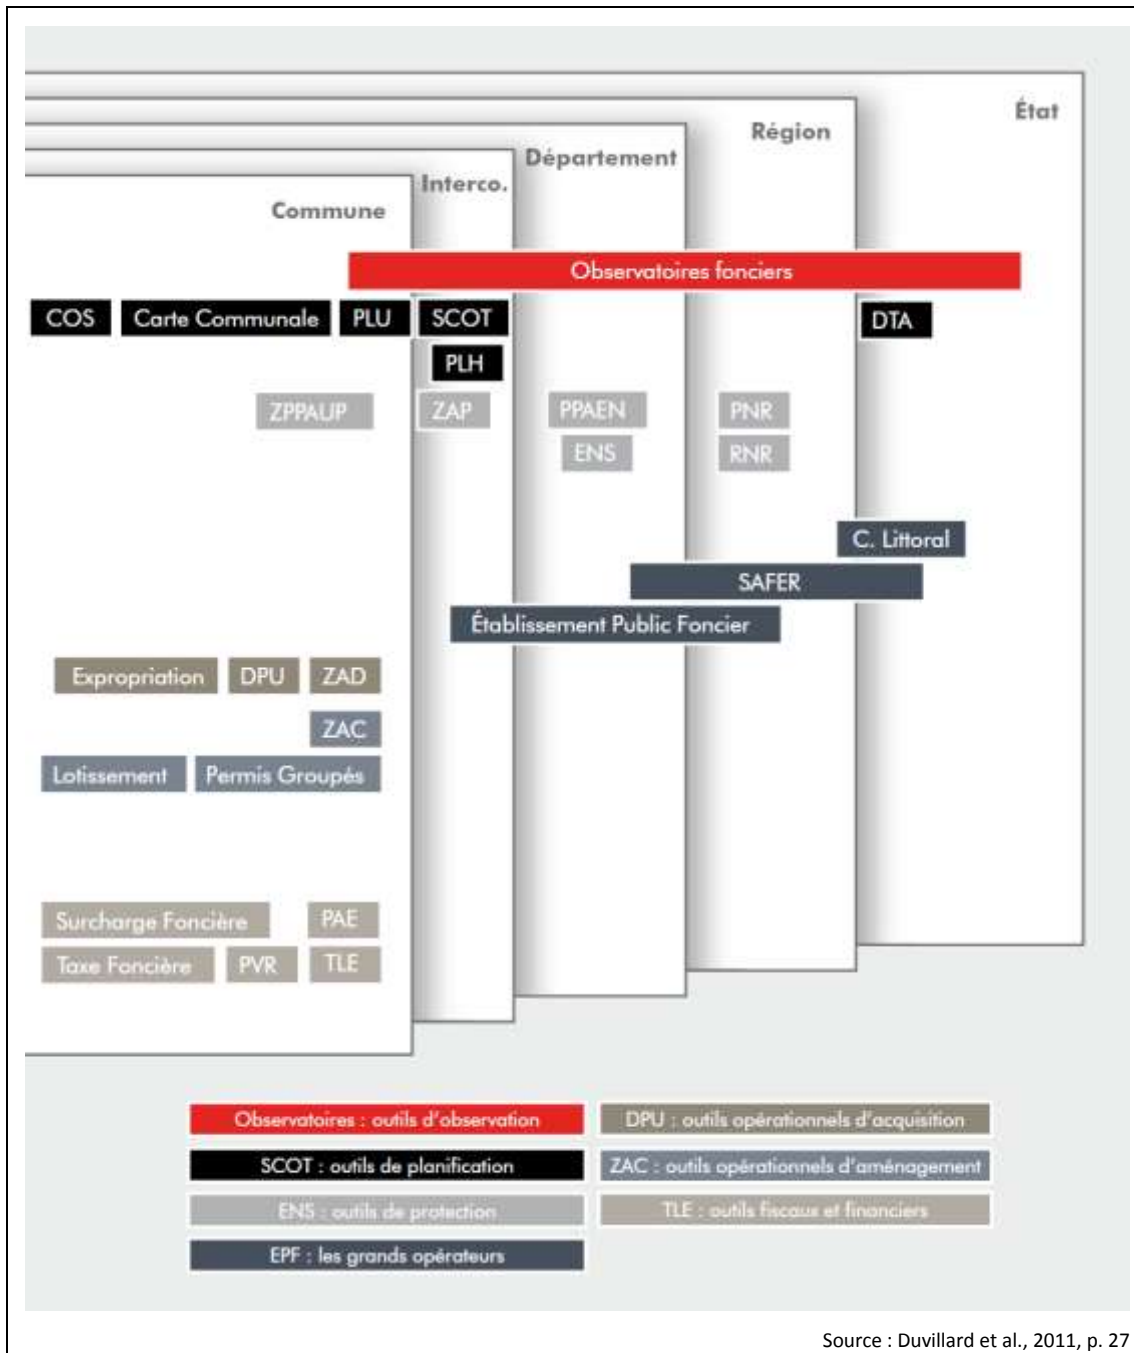 État
Région
Département
Interco.
Commune
Observatoires fonciers
COS Carte Communale PLU SCOT DTA
PLH
ZPPAUP ZAP PPAEN PNR
ENS RNR
C. Littoral
SAFER
Établissement Public Foncier
Expropriation DPU ZAD
ZAC
Lotissement Permis Groupés
Surcharge Foncière PAE
Taxe Foncière PVR TLE
Observatoires : outils d'observation
SCOT : outils de planification
ENS : outils de protection
EPF : les grands opérateurs
DPU : outils opérationnels d'acquisition
ZAC : outils opérationnels d'aménagement
TLE : outils fiscaux et financiers
Source : Duvillard et al., 2011, p. 27